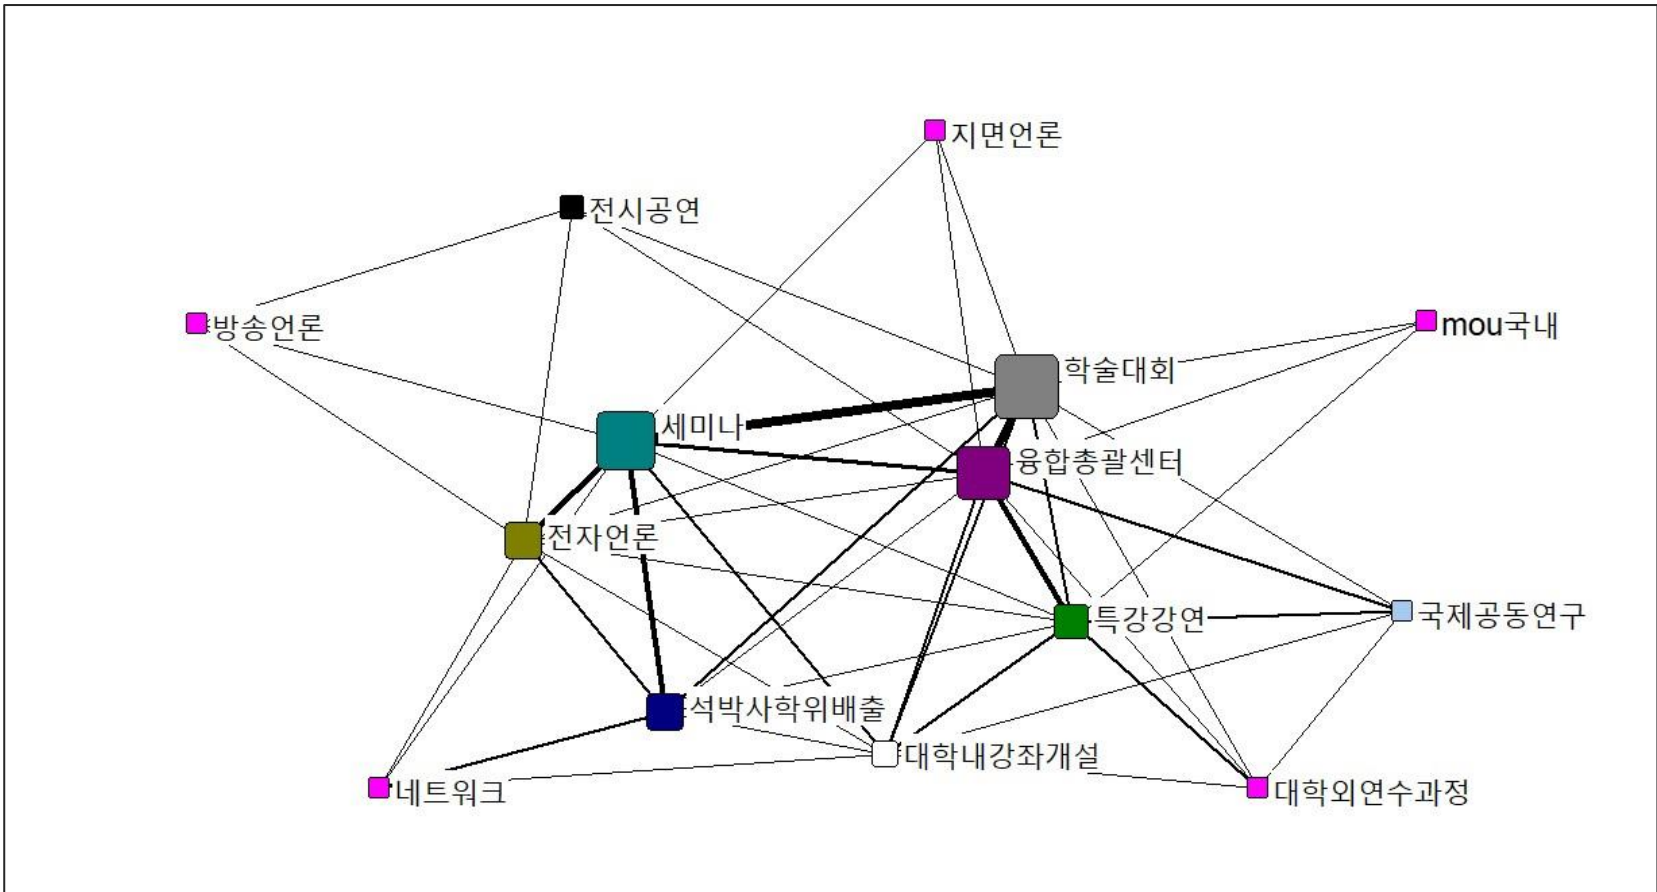 지면언론
전시공연
방송언론
mou국내
학술대회
세미나
융합총괄센터
전자언론
특강강연
국제공동연구
석박사학위배출
대학내강좌개설
네트워크
대학외연수과정